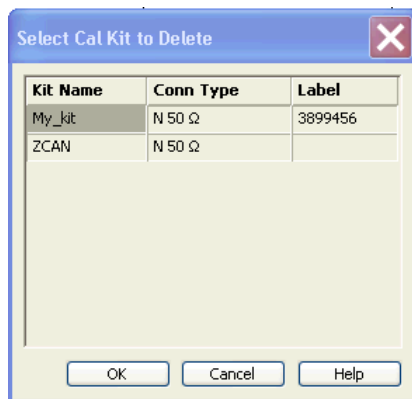 Select Cal Kit to Delete
Kit Name Conn Type Label
My_kit N 50 Ω 3899456
ZCAN N 50 Ω
OK Cancel Help